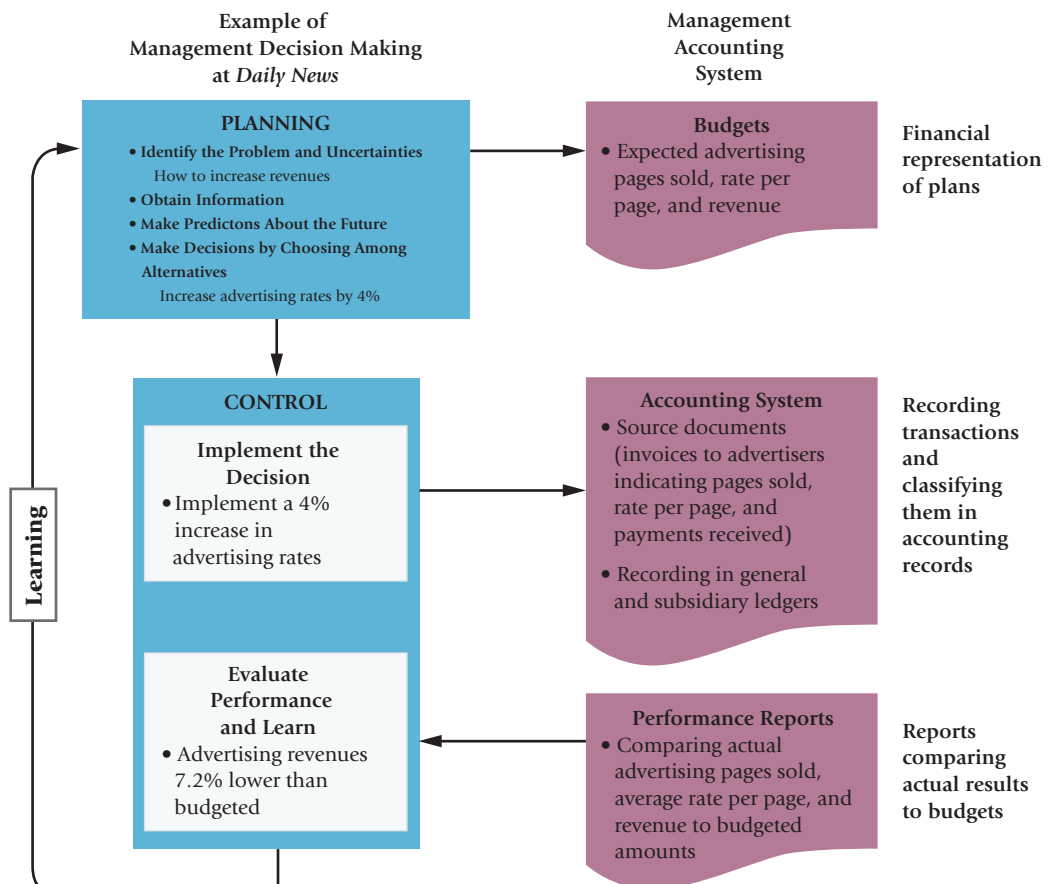 Example of
Management Decision Making
at Daily News
Management
Accounting
System
PLANNING
• Identify the Problem and Uncertainties
How to increase revenues
• Obtain Information
• Make Predictons About the Future
• Make Decisions by Choosing Among
Alternatives
Increase advertising rates by 4%
Budgets
• Expected advertising
pages sold, rate per
page, and revenue
Financial
representation
of plans
CONTROL
Implement the
Decision
• Implement a 4%
increase in
advertising rates
Accounting System
• Source documents
(invoices to advertisers
indicating pages sold,
rate per page, and
payments received)
• Recording in general
and subsidiary ledgers
Recording
transactions
and
classifying
them in
accounting
records
Learning
Evaluate
Performance
and Learn
• Advertising revenues
7.2% lower than
budgeted
Performance Reports
• Comparing actual
advertising pages sold,
average rate per page, and
revenue to budgeted
amounts
Reports
comparing
actual results
to budgets